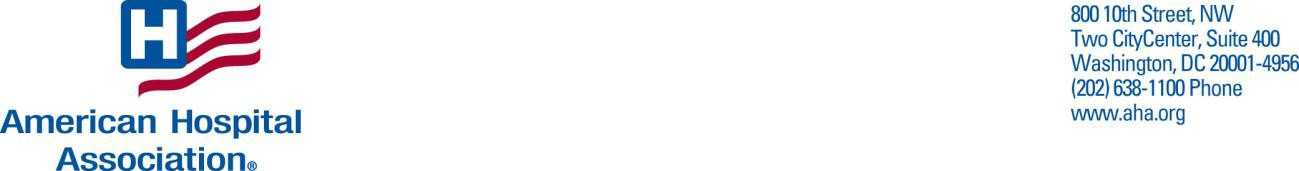 H
American Hospital
Association®
800 10th Street, NW
Two CityCenter, Suite 400
Washington, DC 20001-4956
(202) 638-1100 Phone
www.aha.org